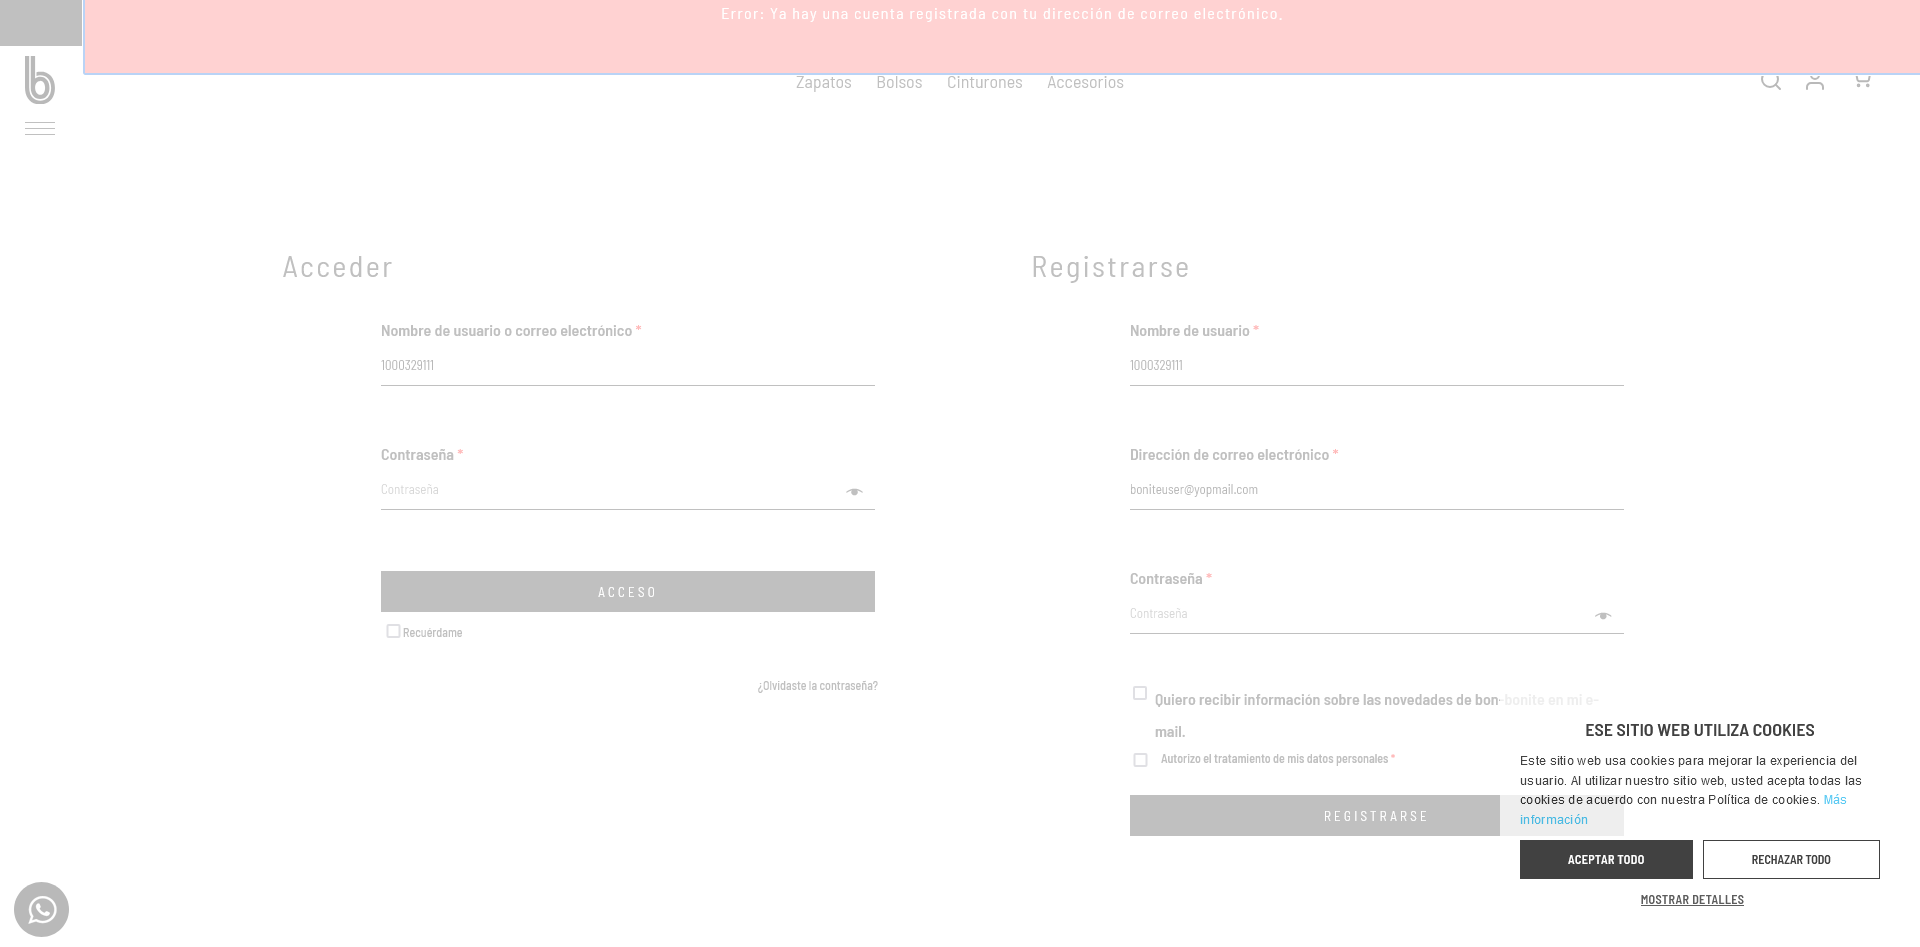 Error: Ya hay una cuenta registrada con tu dirección de correo electrónico.
b
Zapatos Bolsos Cinturones Accesorios
Acceder
Nombre de usuario o correo electrónico *
1000329111
Contraseña *
Contraseña
ACCESO
Recuérdame
¿Olvidaste la contraseña?
Registrarse
Nombre de usuario *
1000329111
Dirección de correo electrónico *
boniteuser@yopmail.com
Contraseña *
Contraseña
Quiero recibir información sobre las novedades de bon-bonite en mi e-
mail.
Autorizo el tratamiento de mis datos personales *
REGISTRARSE
ESE SITIO WEB UTILIZA COOKIES
Este sitio web usa cookies para mejorar la experiencia del
usuario. Al utilizar nuestro sitio web, usted acepta todas las
cookies de acuerdo con nuestra Política de cookies. Más
información
ACEPTAR TODO
RECHAZAR TODO
MOSTRAR DETALLES